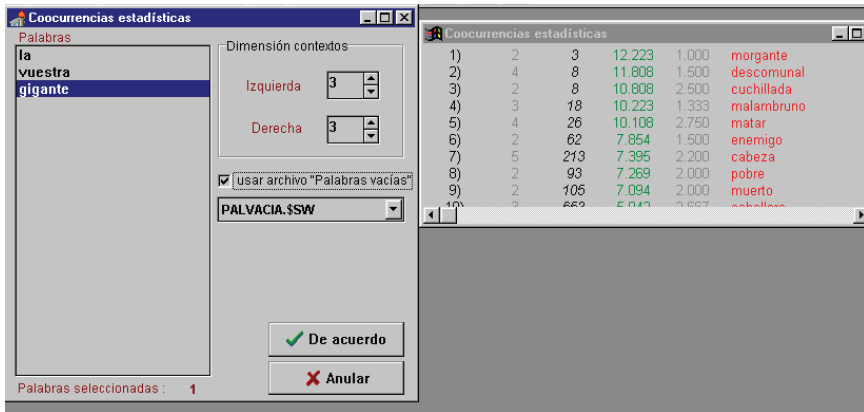 Coocurrencias estadísticas
Palabras
la
vuestra
gigante
Dimensión contextos
Izquierda 3
Derecha 3
usar archivo "Palabras vacías"
PALVACIA.$SW
De acuerdo
Anular
Palabras seleccionadas : 1
Coocurrencias estadísticas
1) 2 3 12.223 1.000 morgante
2) 4 8 11.808 1.500 descomunal
3) 2 8 10.808 2.500 cuchillada
4) 3 18 10.223 1.333 malambruno
5) 4 26 10.108 2.750 matar
6) 2 62 7.854 1.500 enemigo
7) 5 213 7.395 2.200 cabeza
8) 2 93 7.269 2.000 pobre
9) 2 105 7.094 2.000 muerto